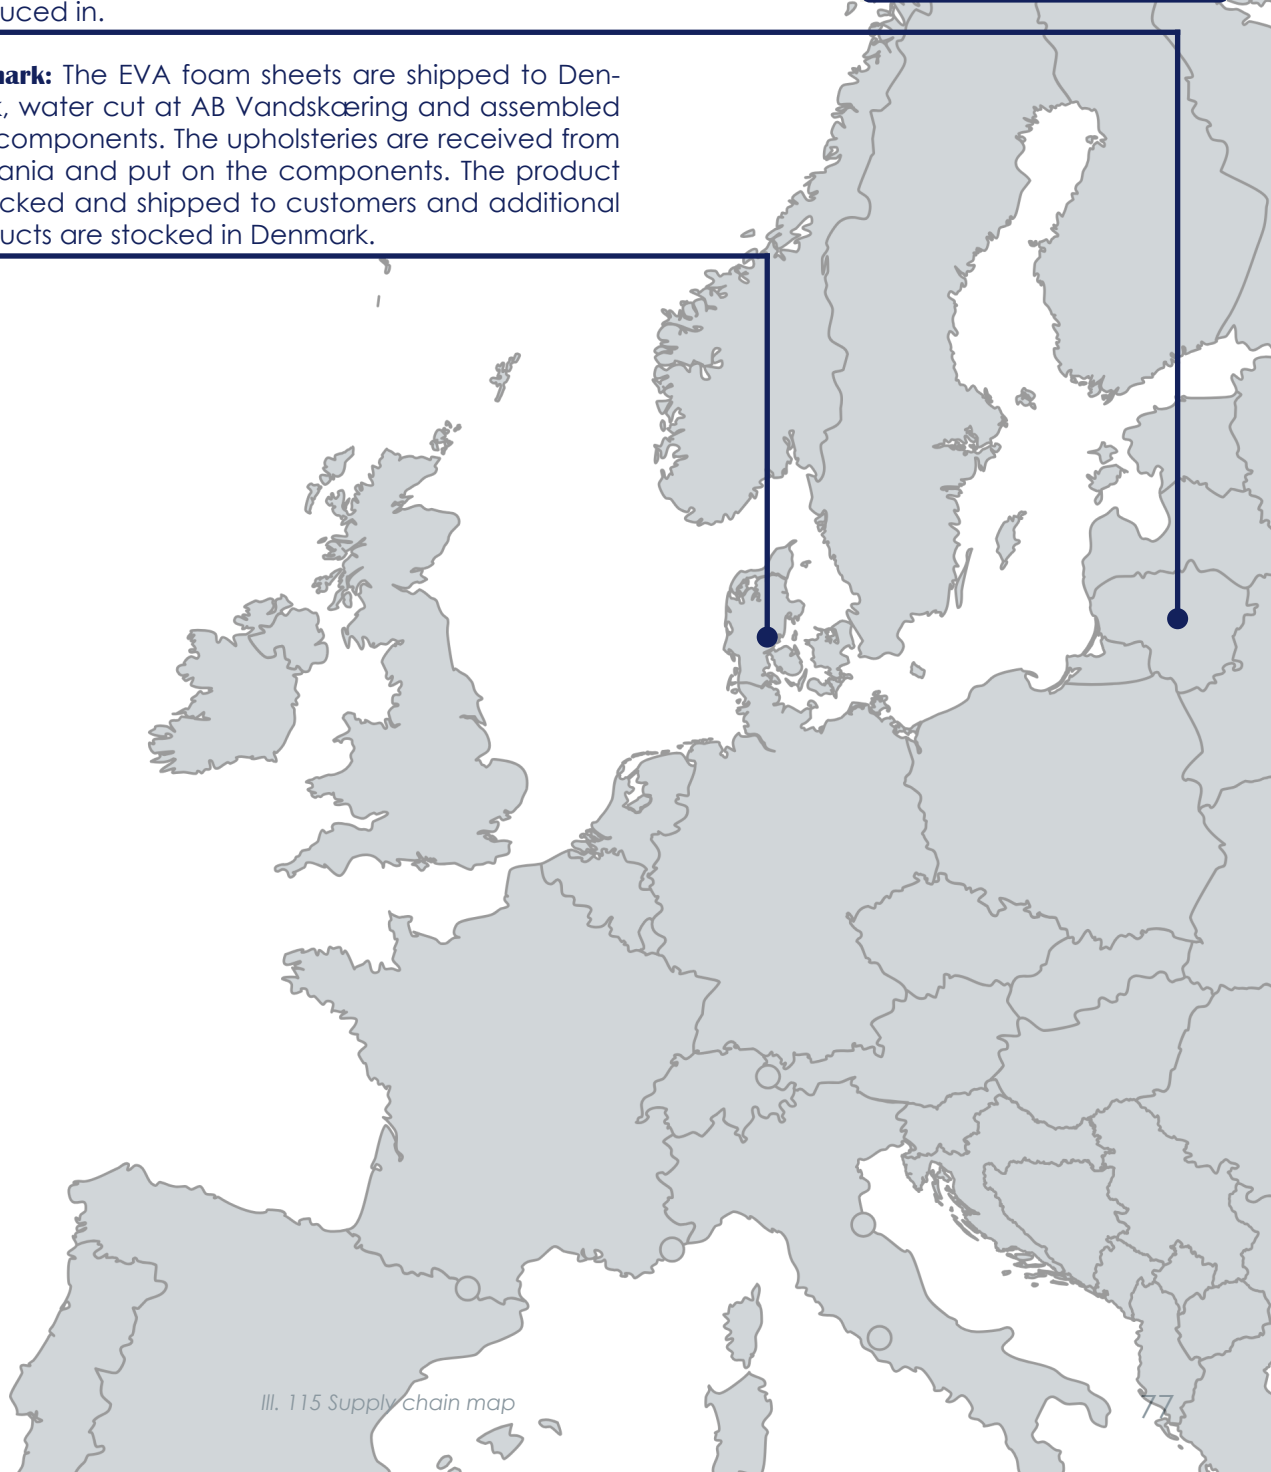 uced in.
nark: The EVA foam sheets are shipped to Den-
, water cut at AB Vandskæring and assembled
components. The upholsteries are received from
ania and put on the components. The product
cked and shipped to customers and additional
ucts are stocked in Denmark.
Ill. 115 Supply chain map
77